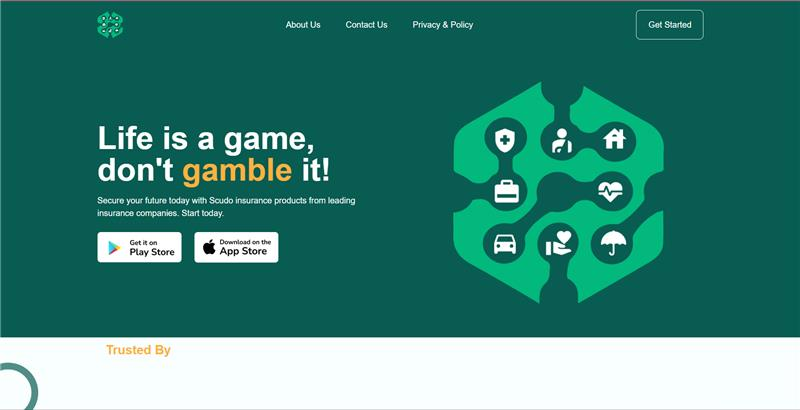 About Us
Contact Us
Privacy & Policy
Get Started
Life is a game,
don't gamble it!
Secure your future today with Scudo insurance products from leading
insurance companies. Start today.
Get it on
Play Store
Download on the
App Store
Trusted By